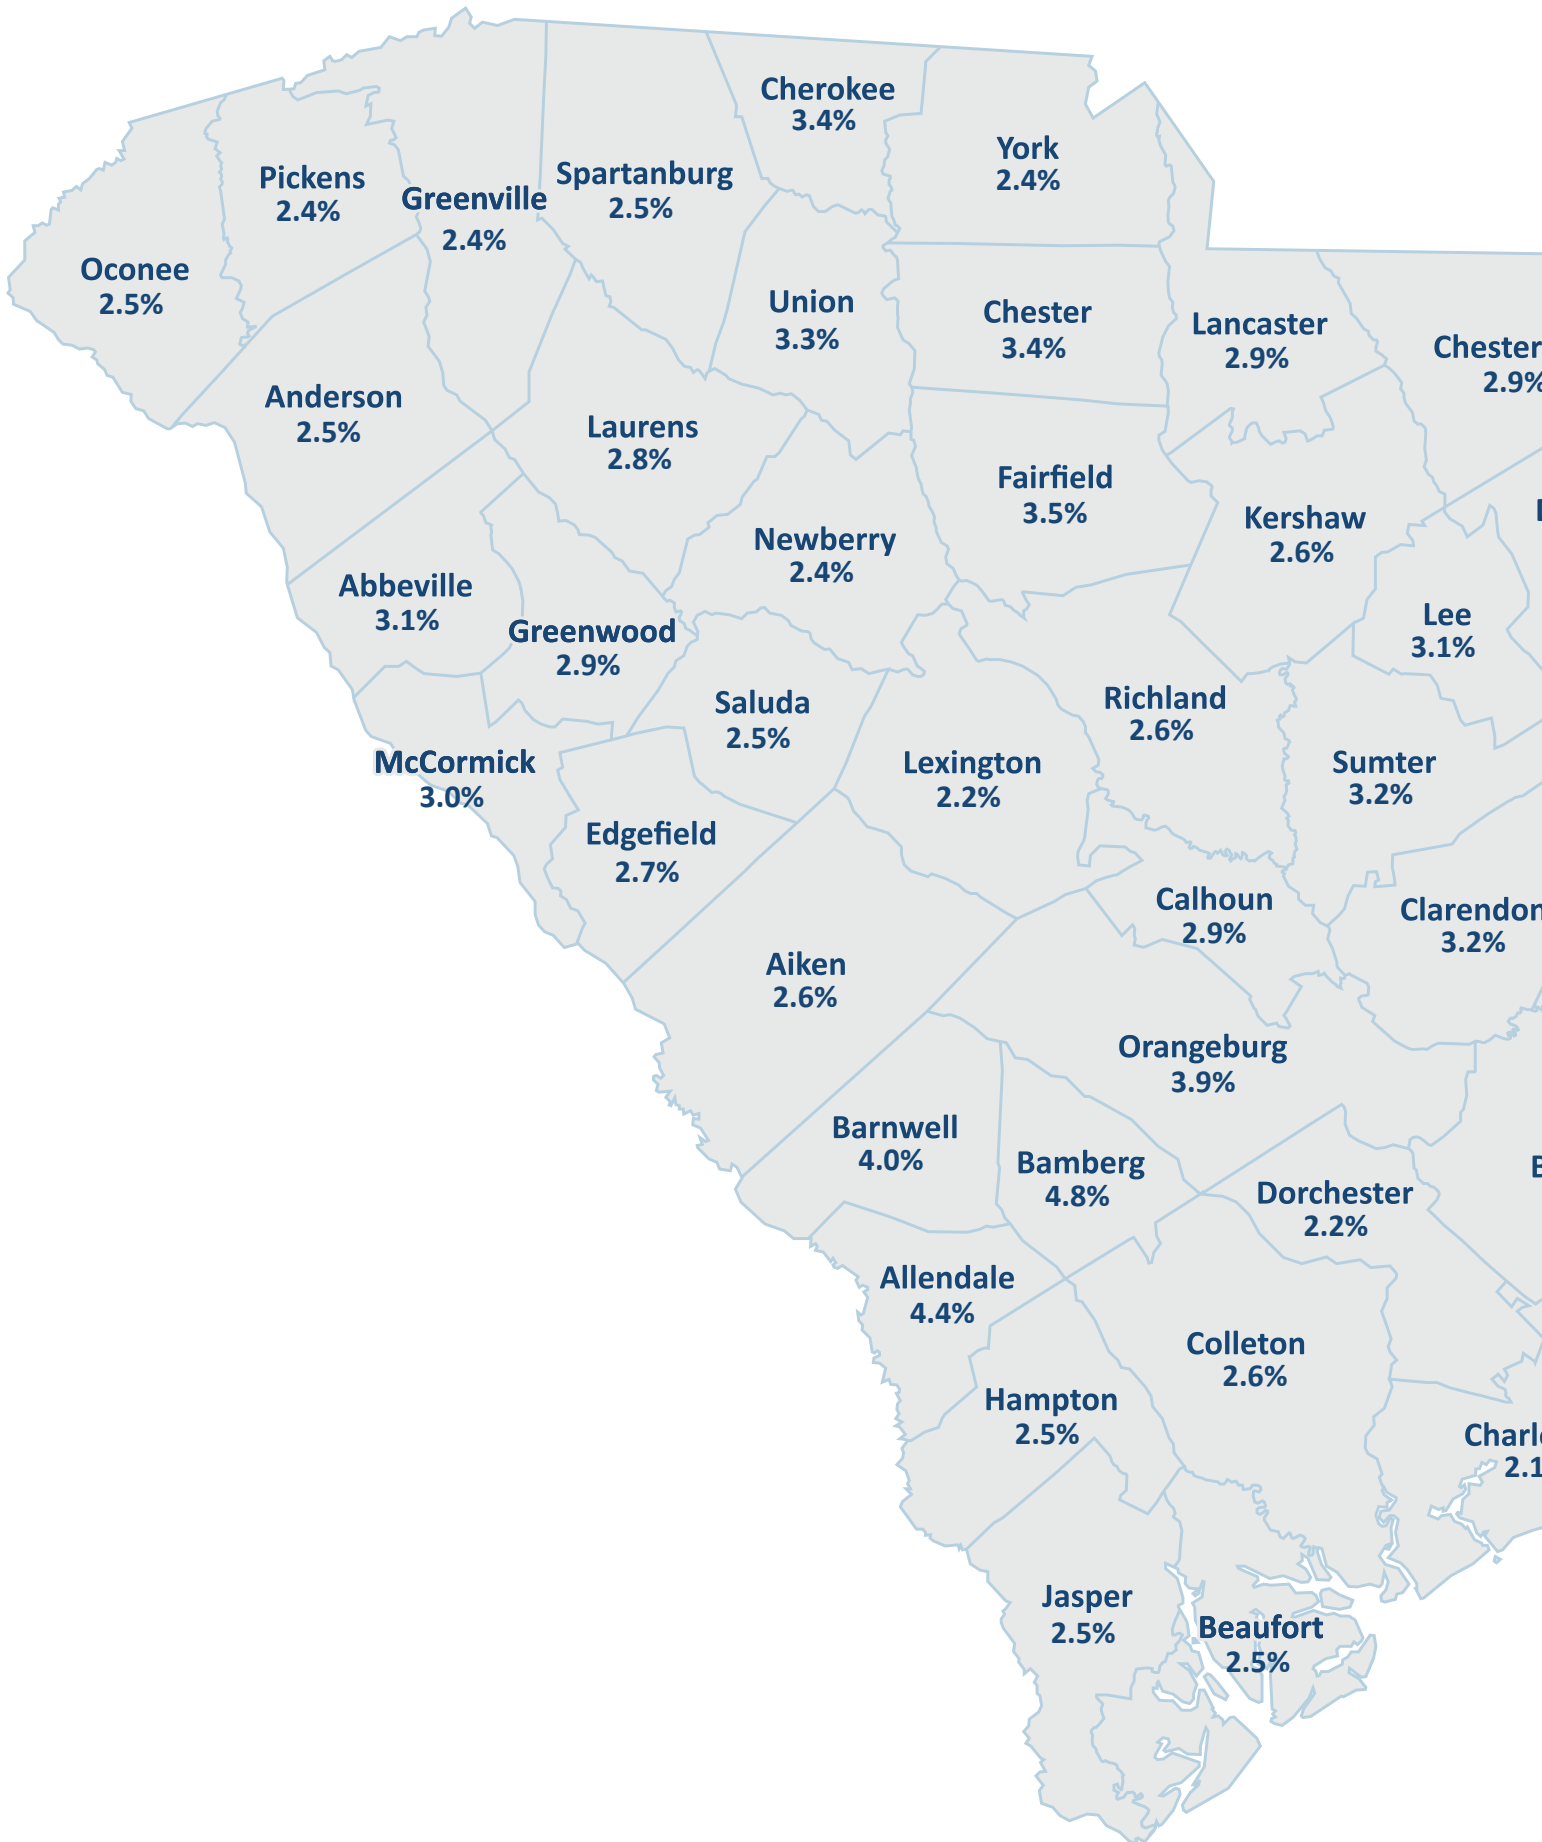 Cherokee
3.4%
York
2.4%
Pickens
2.4%
Greenville
2.4%
Spartanburg
2.5%
Oconee
2.5%
Union
3.3%
Chester
3.4%
Lancaster
2.9%
Chester
2.9%
Anderson
2.5%
Laurens
2.8%
Fairfield
3.5%
Kershaw
2.6%
Newberry
2.4%
Abbeville
3.1%
Greenwood
2.9%
Lee
3.1%
Saluda
2.5%
Richland
2.6%
McCormick
3.0%
Lexington
2.2%
Sumter
3.2%
Edgefield
2.7%
Calhoun
2.9%
Clarendon
3.2%
Aiken
2.6%
Orangeburg
3.9%
Barnwell
4.0%
Bamberg
4.8%
Dorchester
2.2%
Allendale
4.4%
Colleton
2.6%
Hampton
2.5%
Charl
2.1
Jasper
2.5%
Beaufort
2.5%